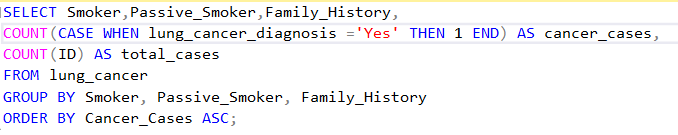 SELECT Smoker,Passive_Smoker,Family_History,
COUNT(CASE WHEN lung_cancer_diagnosis ='Yes' THEN 1 END) AS cancer_cases,
COUNT(ID) AS total_cases
FROM lung_cancer
GROUP BY Smoker, Passive_Smoker, Family_History
ORDER BY Cancer_Cases ASC;